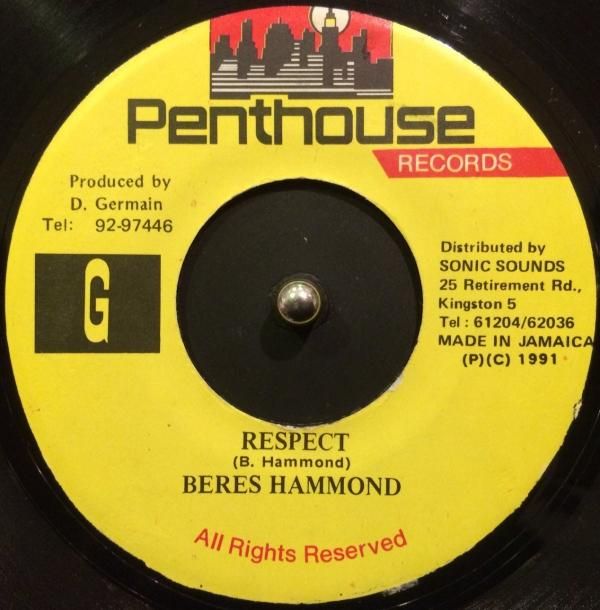 Penthouse
RECORDS
Produced by
D. Germain
Tel: 92-97446
G
Distributed by
SONIC SOUNDS
25 Retirement Rd.,
Kingston 5
Tel : 61204/62036
MADE IN JAMAICA
(P)(C) 1991
RESPECT
(B. Hammond)
BERES HAMMOND
All Rights Reserved